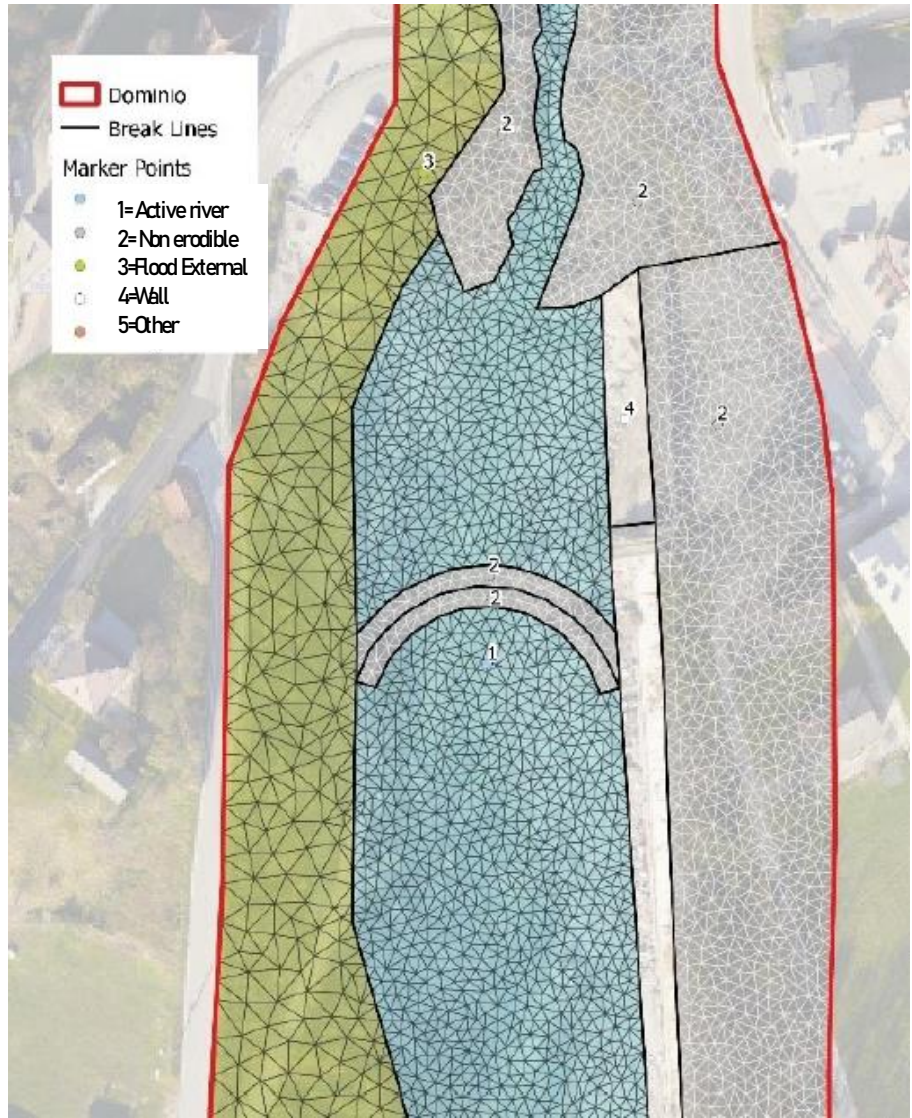 Dominio
Break Lines
Marker Points
1=Active river
2=Non erodible
3=Flood External
4=Wall
5=Other
2
3
2
4
2
2
2
1